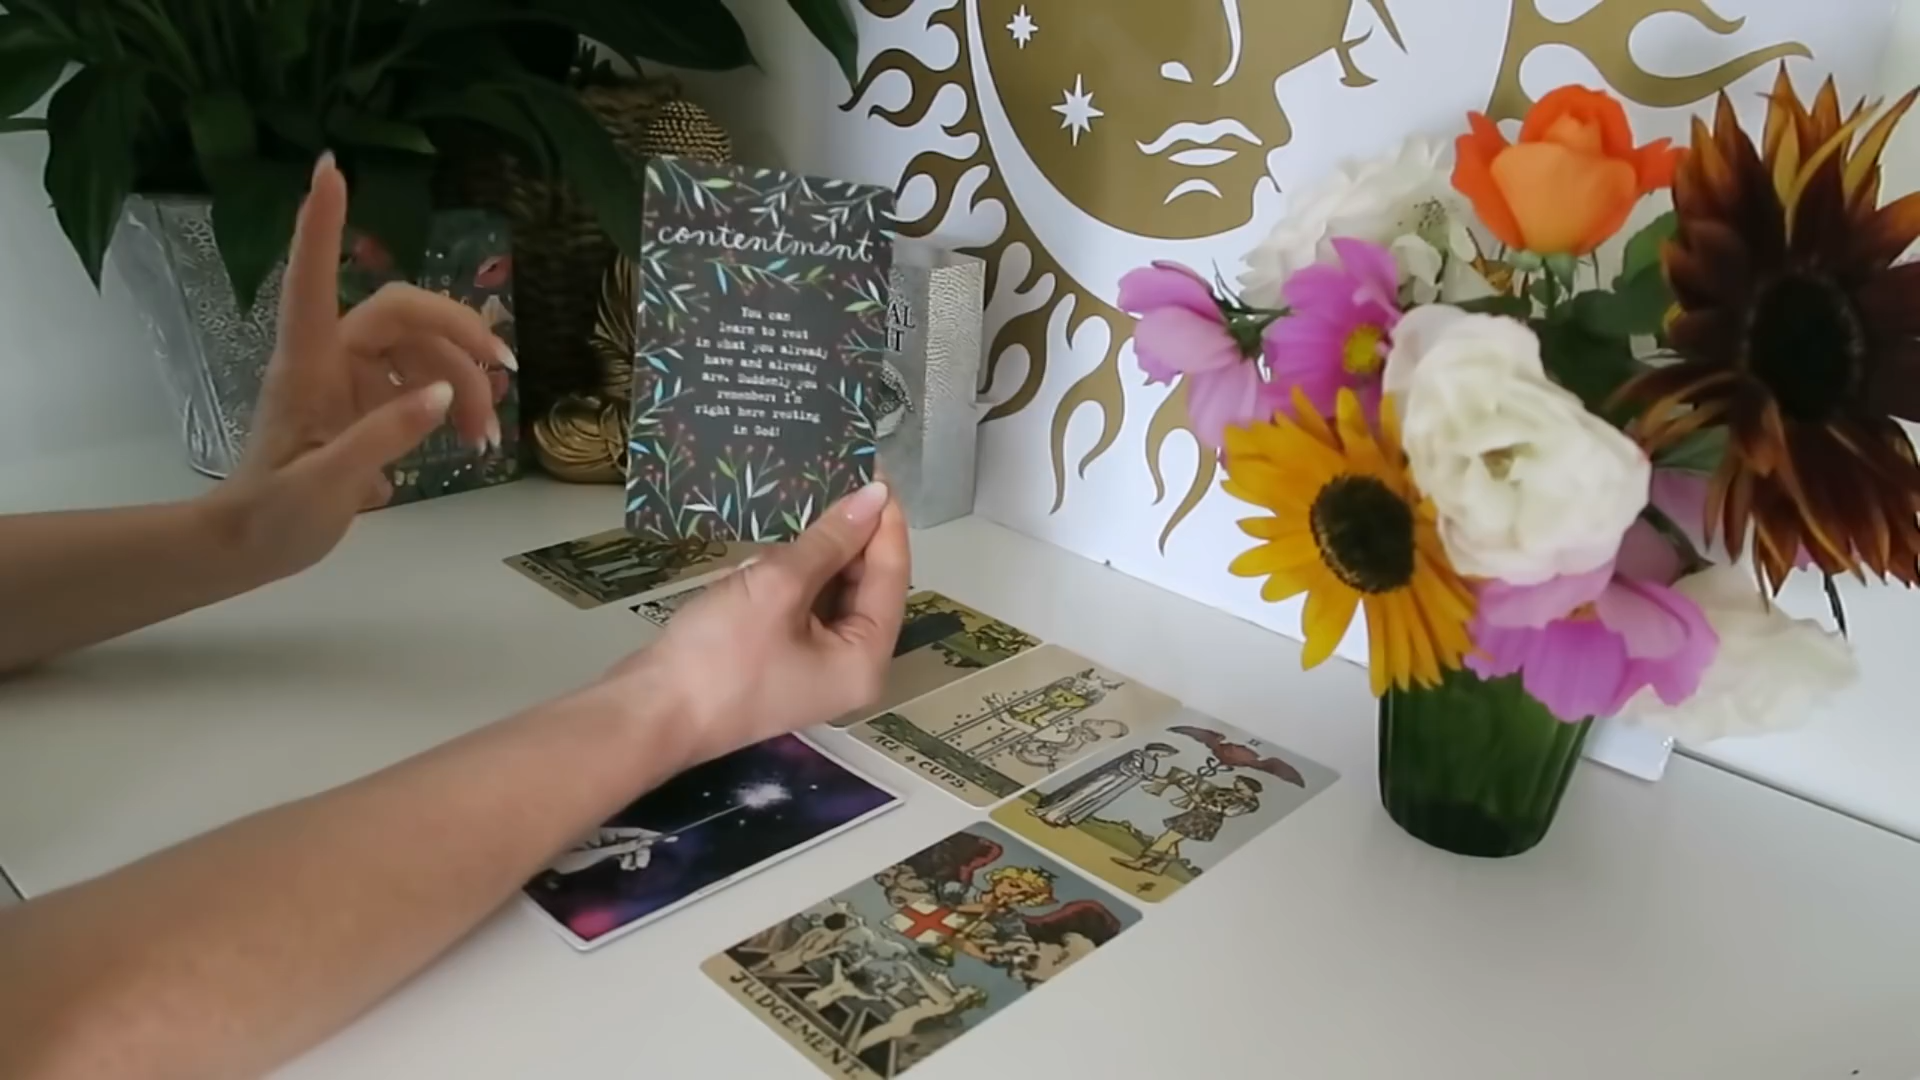 contentment
You can
learn to rest
in what you already
have and already
are. Suddenly you
remember: I'm
right here resting
in God!
ACE of CUPS.
II
JUDGEMENT.